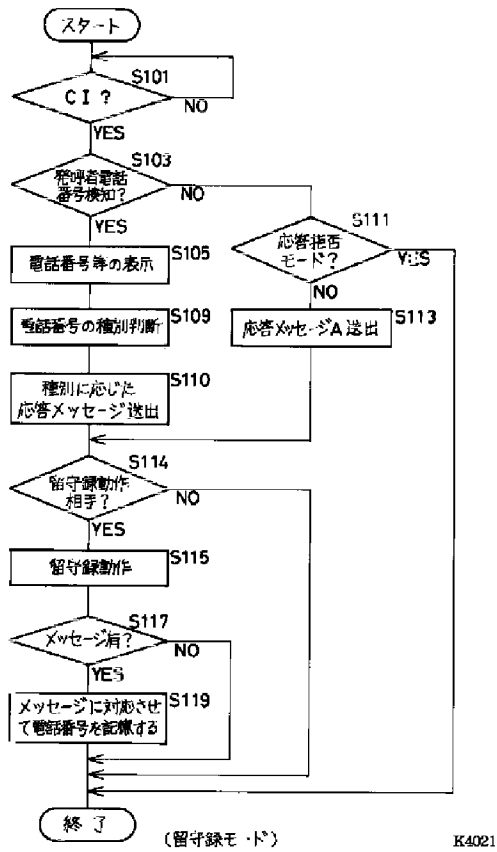 スタート
S101
CI?
NO
YES
S103
発呼者電話
番号検知?
NO
YES
S111
応答拒否
モード?
YES
NO
S105
電話番号等の表示
S109
電話番号の種別判断
S113
応答メッセージA送出
S110
種別に応じた
応答メッセージ送出
S114
留守録動作
相手?
NO
YES
S115
留守録動作
S117
メッセージ有?
NO
YES
S119
メッセージに対応させ
て電話番号を記憶する
終了
(留守録モード)
K4021